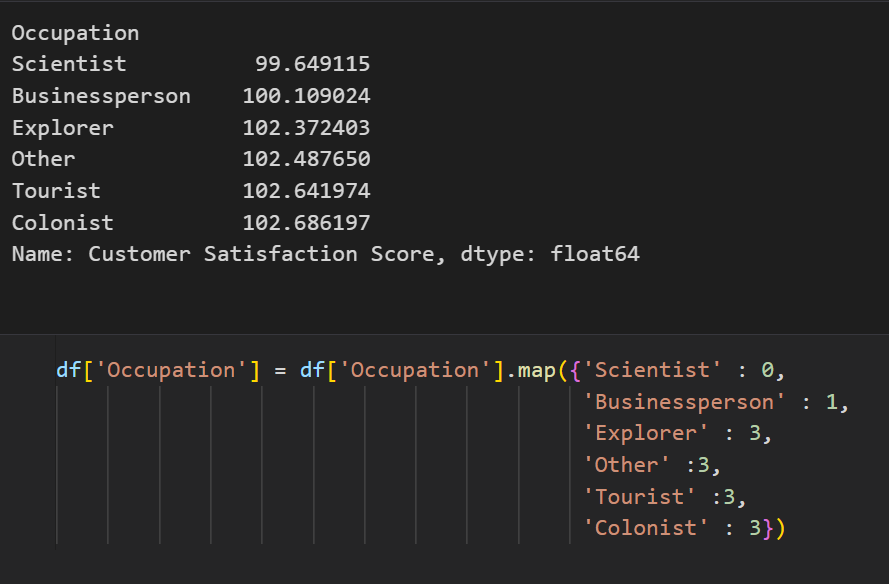 Occupation
Scientist 99.649115
Businessperson 100.109024
Explorer 102.372403
Other 102.487650
Tourist 102.641974
Colonist 102.686197
Name: Customer Satisfaction Score, dtype: float64
df['Occupation'] = df['Occupation'].map({'Scientist' : 0,
'Businessperson' : 1,
'Explorer' : 3,
'Other' :3,
'Tourist' :3,
'Colonist' : 3})